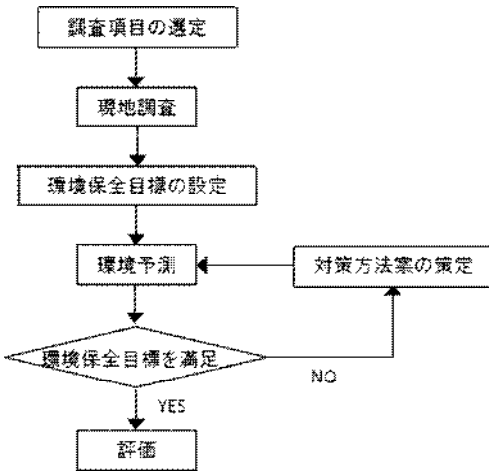 調査項目の選定
現地調査
環境保全目標の設定
環境予測
対策方法案の策定
環境保全目標を満足
NO
YES
評価